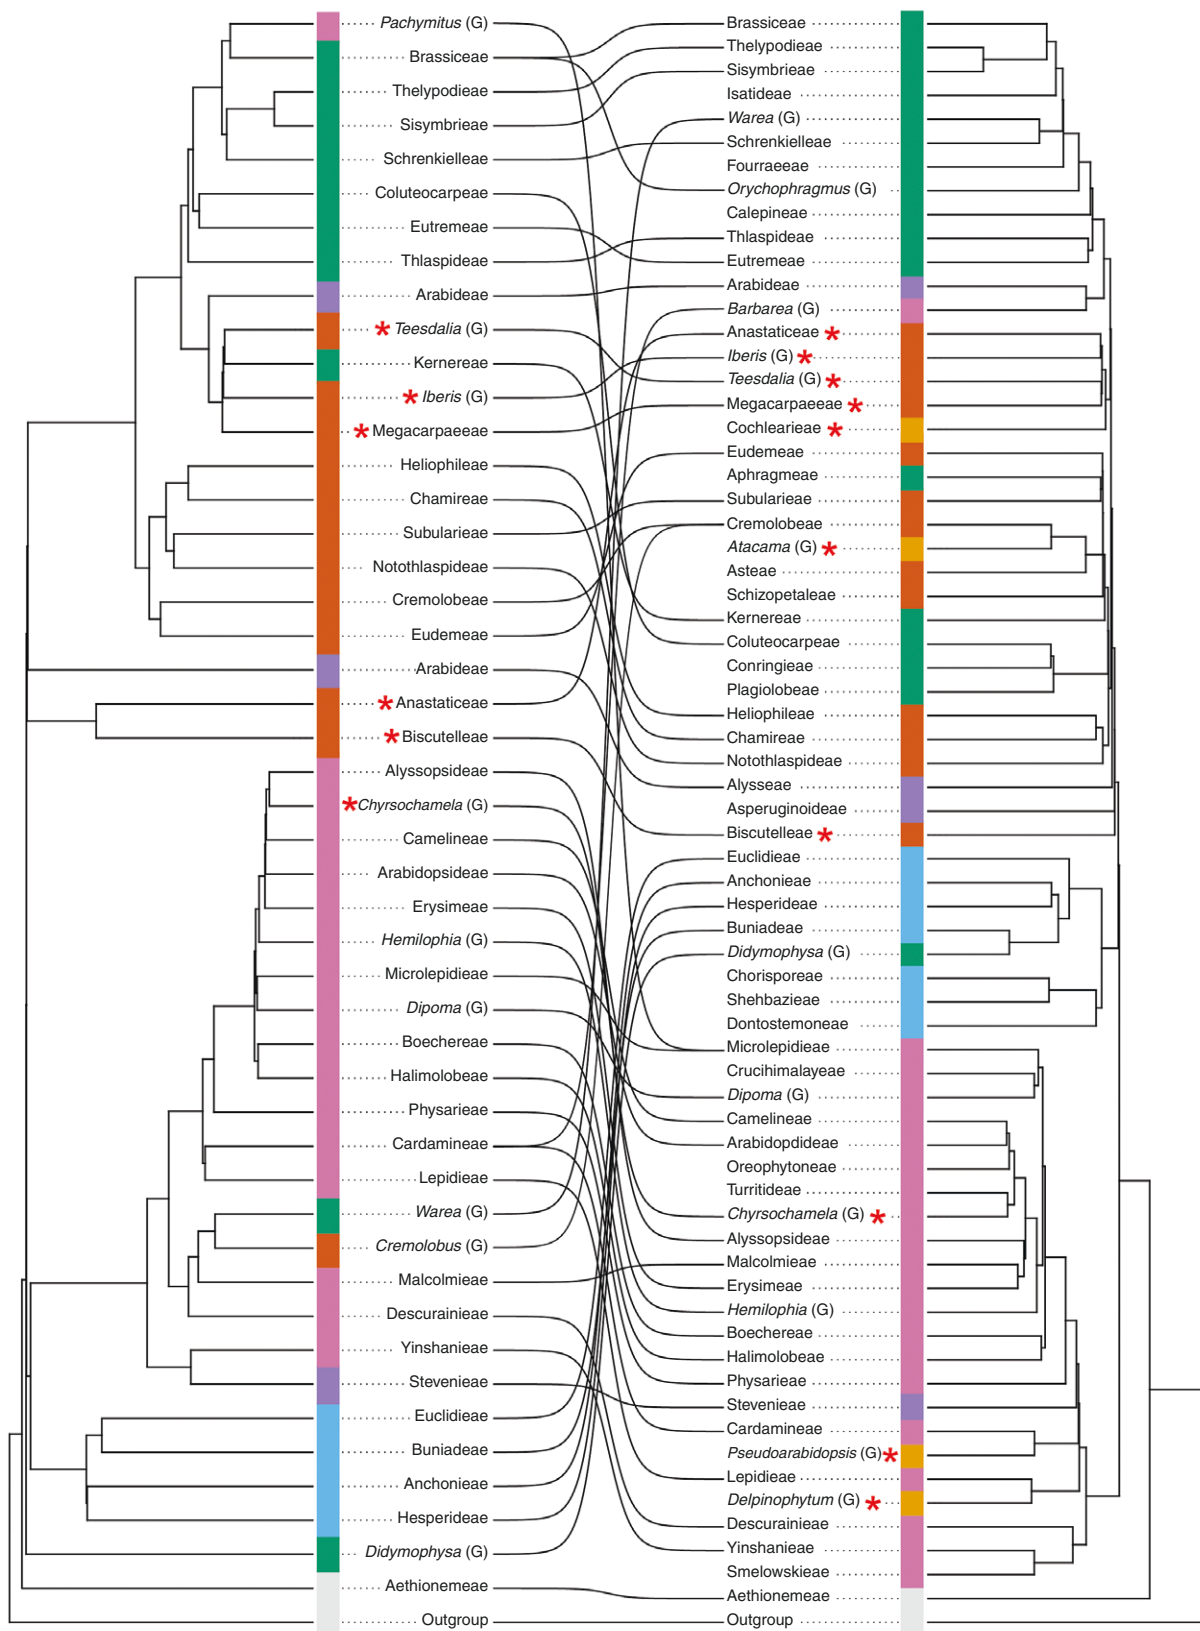 Pachymitus (G)
Brassiceae
Thelypodieae
Sisymbrieae
Schrenkielleae
Coluteocarpeae
Eutremeae
Thlaspideae
Arabideae
* Teesdalia (G)
Kernereae
* Iberis (G)
* Megacarpaeeae
Heliophileae
Chamireae
Subularieae
Notothlaspideae
Cremolobeae
Eudemeae
Arabideae
* Anastaticeae
* Biscutelleae
Alyssopsideae
* Chyrsochamela (G)
Camelineae
Arabidopsideae
Erysimeae
Hemilophia (G)
Microlepidieae
Dipoma (G)
Boechereae
Halimolobeae
Physarieae
Cardamineae
Lepidieae
Warea (G)
Cremolobus (G)
Malcolmieae
Descurainieae
Yinshanieae
Stevenieae
Euclidieae
Buniadeae
Anchonieae
Hesperideae
Didymophysa (G)
Aethionemeae
Outgroup
Brassiceae
Thelypodieae
Sisymbrieae
Isatideae
Warea (G)
Schrenkielleae
Fourraeeae
Orychophragmus (G)
Calepineae
Thlaspideae
Eutremeae
Arabideae
Barbarea (G)
Anastaticeae *
Iberis (G) *
Teesdalia (G) *
Megacarpaeeae *
Cochlearieae *
Eudemeae
Aphragmeae
Subularieae
Cremolobeae
Atacama (G) *
Asteae
Schizopetaleae
Kernereae
Coluteocarpeae
Conringieae
Plagiolobeae
Heliophileae
Chamireae
Notothlaspideae
Alysseae
Asperuginoideae
Biscutelleae *
Euclidieae
Anchonieae
Hesperideae
Buniadeae
Didymophysa (G)
Chorisporeae
Shehbazieae
Dontostemoneae
Microlepidieae
Crucihimalayeae
Dipoma (G)
Camelineae
Arabidopdideae
Oreophytoneae
Turritideae
Chyrsochamela (G) *
Alyssopsideae
Malcolmieae
Erysimeae
Hemilophia (G)
Boechereae
Halimolobeae
Physarieae
Stevenieae
Cardamineae
Pseudoarabidopsis (G) *
Lepidieae
Delpinophytum (G) *
Descurainieae
Yinshanieae
Smelowskieae
Aethionemeae
Outgroup